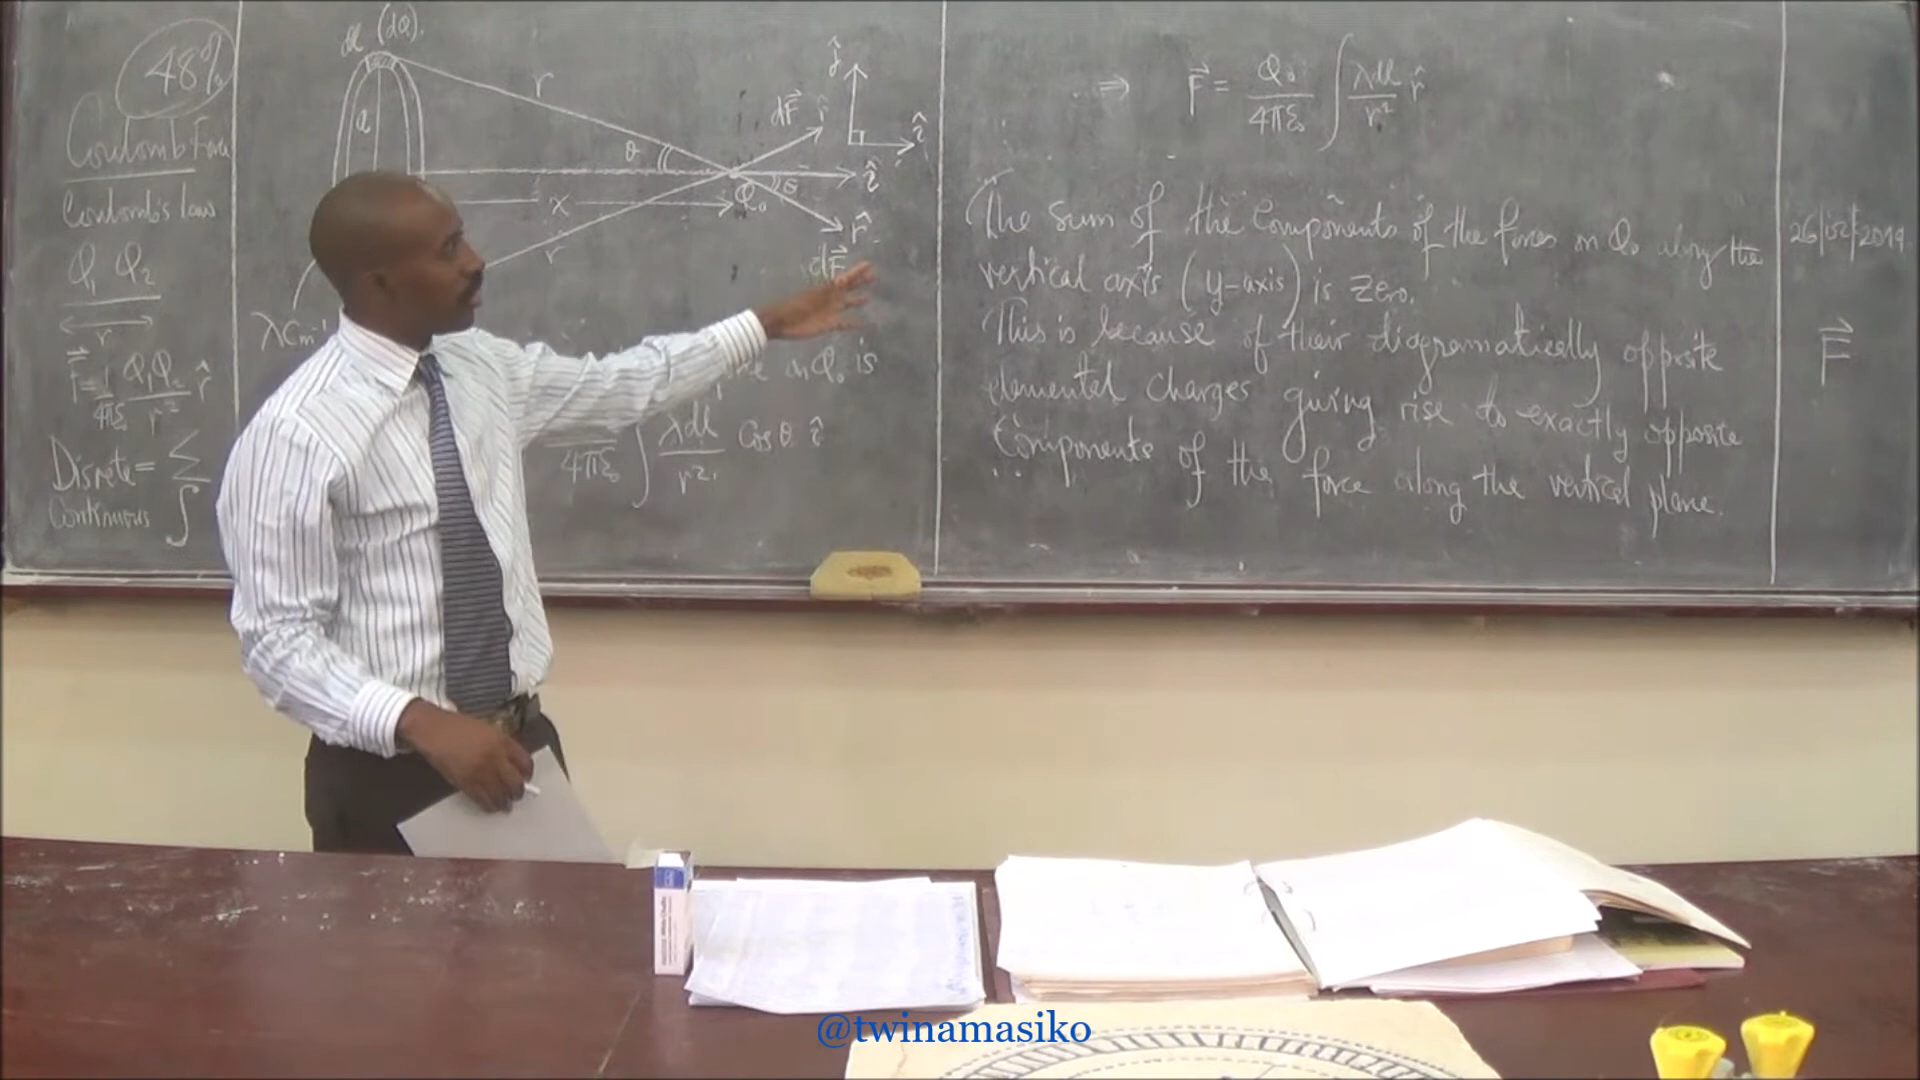 48%
Coulomb Force
Coulomb's law
Q₁ Q₂
r
F⃗ = 1/4πε₀ Q₁Q₂/r² r̂
Discrete = ∑
Continuous ∫
dl (dQ).
a
r
θ
x
r
λCm⁻¹
dF⃗ r̂
ĵ
î
î
θ
Q₀
r̂
dF⃗
on Q₀ is
4πε₀ ∫ λdl/r² Cos θ î
⇒ F⃗ = Q₀/4πε₀ ∫ λdl/r² r̂
The Sum of the Components of the forces on Q₀ along the
vertical axis (y-axis) is zero.
This is because of their diagramatically opposite
elemental charges giving rise to exactly opposite
Components of the force along the vertical plane.
F⃗
@twinamasiko